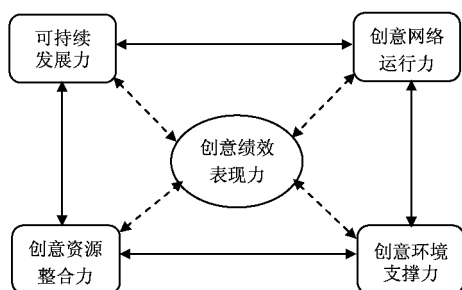 可持续
发展力
创意网络
运行力
创意绩效
表现力
创意资源
整合力
创意环境
支撑力